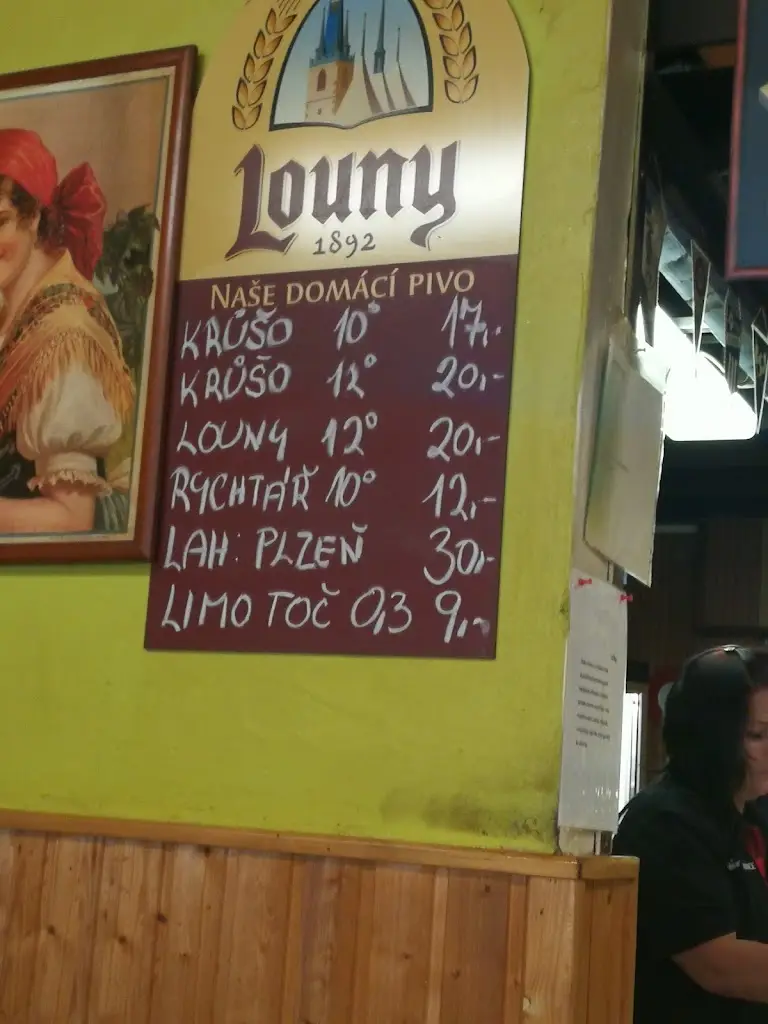 Louny
1892
NAŠE DOMÁCÍ PIVO
KRŮŠO 10° 17,-
KRŮŠO 12° 20,-
LOUNY 12° 20,-
RYCHTÁŘ 10° 12,-
LAH: PLZEŇ 30,-
LIMO TOČ 0,3 9,-